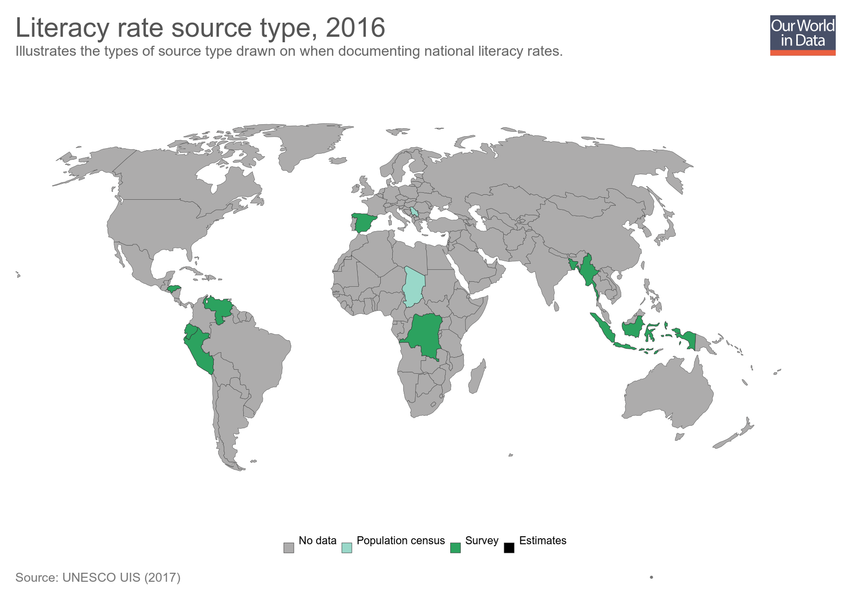 Literacy rate source type, 2016
Illustrates the types of source type drawn on when documenting national literacy rates.
Our World
in Data
No data
Population census
Survey
Estimates
Source: UNESCO UIS (2017)